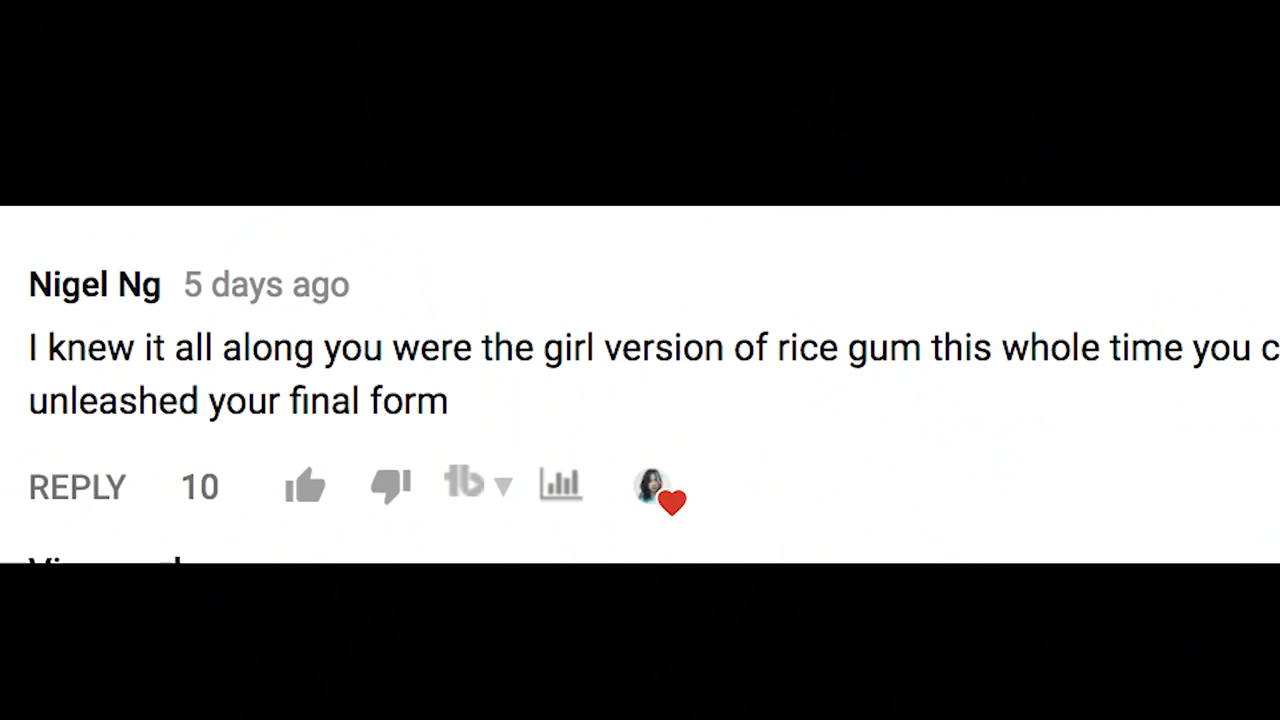 Nigel Ng 5 days ago
I knew it all along you were the girl version of rice gum this whole time you
unleashed your final form
REPLY 10